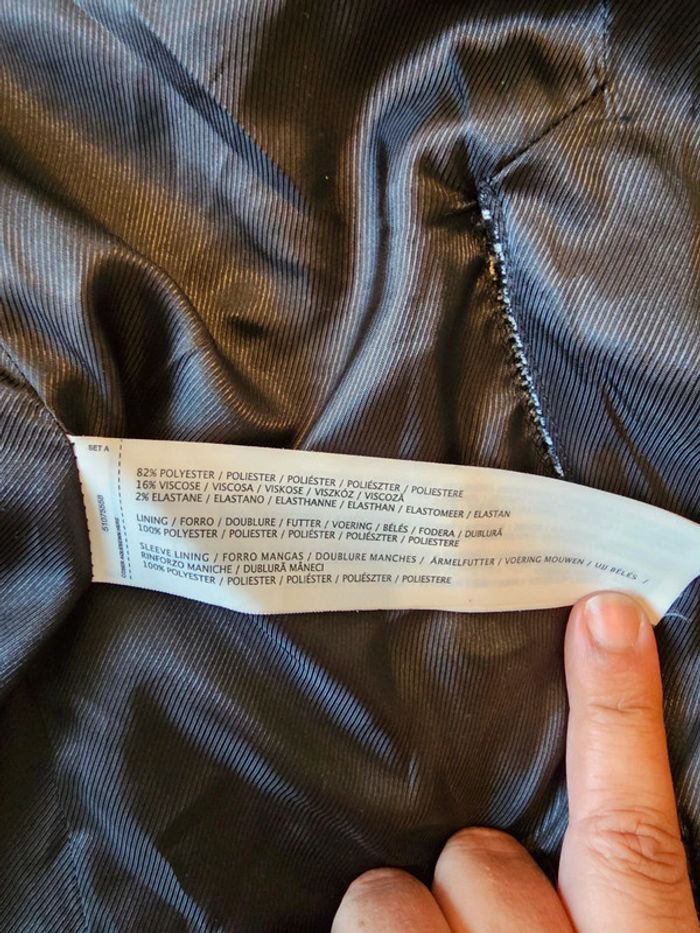 SET A
51075558
82% POLYESTER / POLIESTER / POLIÉSTER / POLIÉSZTER / POLIESTERE
16% VISCOSE / VISCOSA / VISKOSE / VISZKÓZ / VISCOZĂ
2% ELASTANE / ELASTANO / ELASTHANNE / ELASTHAN / ELASTOMEER / ELASTAN
LINING / FORRO / DOUBLURE / FUTTER / VOERING / BÉLÉS / FODERA / DUBLURĂ
100% POLYESTER / POLIESTER / POLIÉSTER / POLIÉSZTER / POLIESTERE
SLEEVE LINING / FORRO MANGAS / DOUBLURE MANCHES / ÄRMELFUTTER / VOERING MOUWEN / UJJ BÉLÉS /
RINFORZO MANICHE / DUBLURĂ MÂNECI
100% POLYESTER / POLIESTER / POLIÉSTER / POLIÉSZTER / POLIESTERE